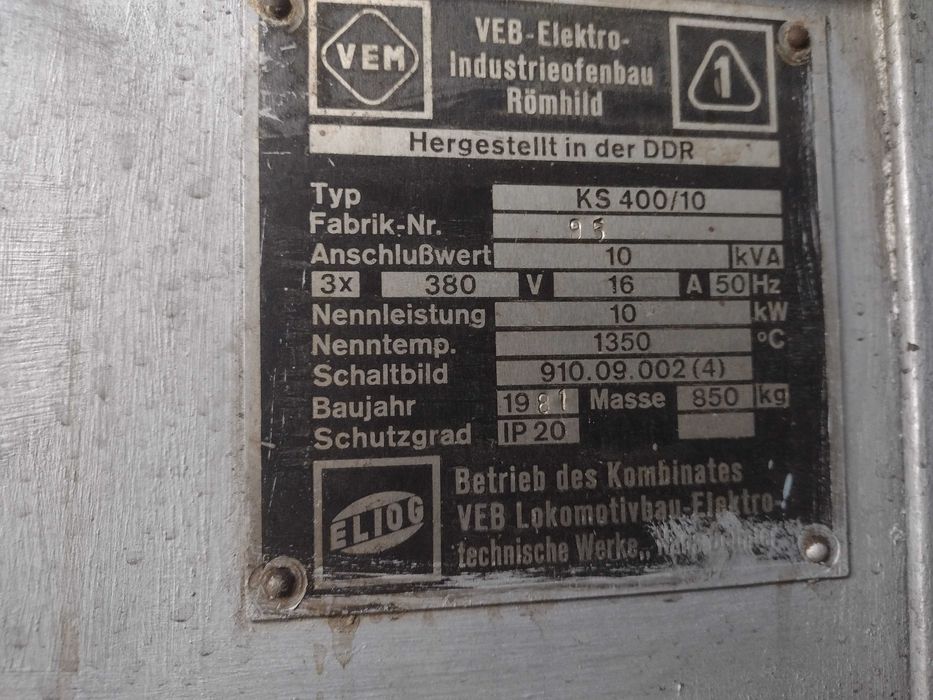 VEM
VEB-Elektro-
Industrieofenbau
Römhild
1
Hergestellt in der DDR
Typ KS 400/10
Fabrik-Nr. 95
Anschlußwert 10 kVA
3x 380 V 16 A 50 Hz
Nennleistung 10 kW
Nenntemp. 1350 °C
Schaltbild 910.09.002 (4)
Baujahr 1981 Masse 850 kg
Schutzgrad IP 20
ELIOG
Betrieb des Kombinates
VEB Lokomotivbau-Elektro-
technische Werke „